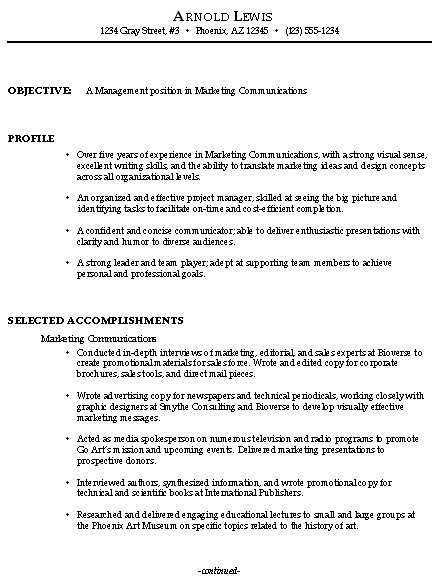 ARNOLD LEWIS
1234 Gray Street, #3 • Phoenix, AZ 12345 • (123) 555-1234
OBJECTIVE: A Management position in Marketing Communications
PROFILE
• Over five years of experience in Marketing Communications, with a strong visual sense,
excellent writing skills, and the ability to translate marketing ideas and design concepts
across all organizational levels.
• An organized and effective project manager, skilled at seeing the big picture and
identifying tasks to facilitate on-time and cost-efficient completion.
• A confident and concise communicator; able to deliver enthusiastic presentations with
clarity and humor to diverse audiences.
• A strong leader and team player; adept at supporting team members to achieve
personal and professional goals.
SELECTED ACCOMPLISHMENTS
Marketing Communications
• Conducted in-depth interviews of marketing, editorial, and sales experts at Bioverse to
create promotional materials for sales force. Wrote and edited copy for corporate
brochures, sales tools, and direct mail pieces.
• Wrote advertising copy for newspapers and technical periodicals, working closely with
graphic designers at Smythe Consulting and Bioverse to develop visually effective
marketing messages.
• Acted as media spokesperson on numerous television and radio programs to promote
Go Art's mission and upcoming events. Delivered marketing presentations to
prospective donors.
• Interviewed authors, synthesized information, and wrote promotional copy for
technical and scientific books at International Publishers.
• Researched and delivered engaging educational lectures to small and large groups at
the Phoenix Art Museum on specific topics related to the history of art.
-continued-